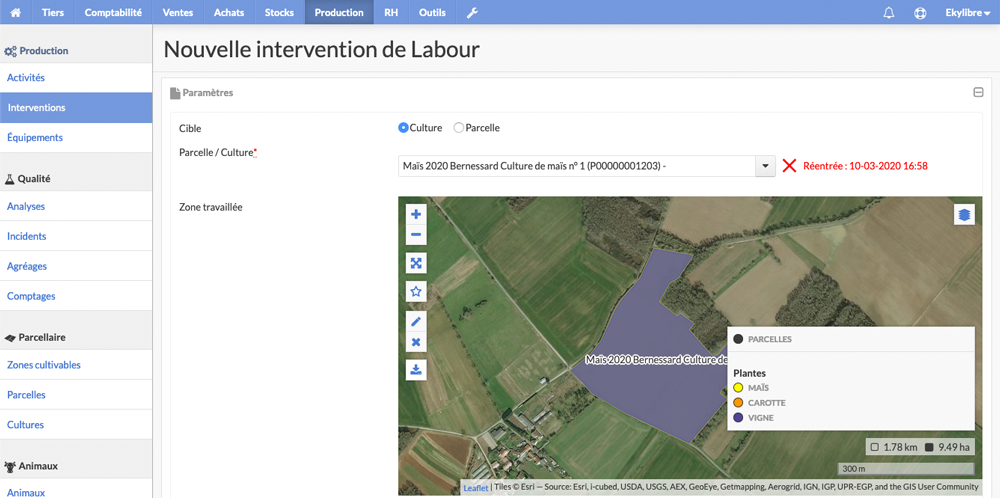 Tiers Comptabilité Ventes Achats Stocks Production RH Outils Ekylibre
Production
Activités
Interventions
Équipements
Qualité
Analyses
Incidents
Agréages
Comptages
Parcellaire
Zones cultivables
Parcelles
Cultures
Animaux
Animaux
Nouvelle intervention de Labour
Paramètres
Cible Culture Parcelle
Parcelle / Culture*
Maïs 2020 Bernessard Culture de maïs n° 1 (P00000001203) - Réentrée : 10-03-2020 16:58
Zone travaillée
Maïs 2020 Bernessard Culture de
PARCELLES
Plantes
MAÏS
CAROTTE
VIGNE
1.78 km 9.49 ha
300 m
Leaflet | Tiles © Esri — Source: Esri, i-cubed, USDA, USGS, AEX, GeoEye, Getmapping, Aerogrid, IGN, IGP, UPR-EGP, and the GIS User Community